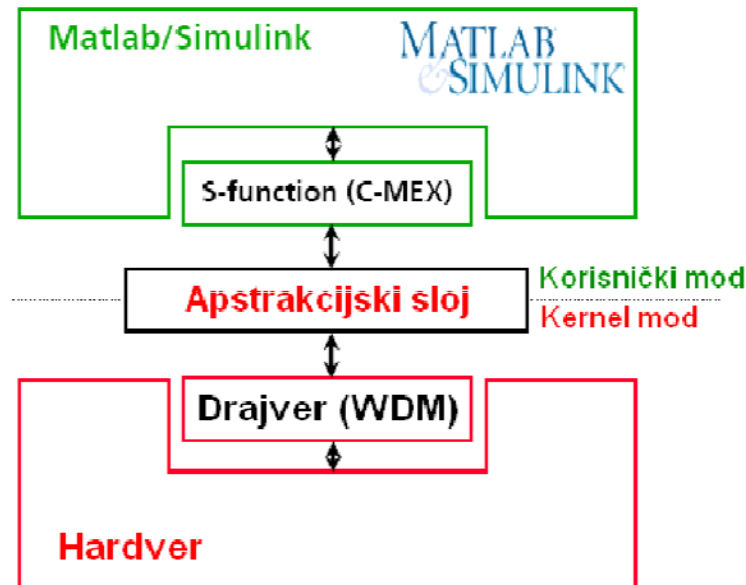 Matlab/Simulink
MATLAB
&SIMULINK
S-function (C-MEX)
Korisnički mod
Apstrakcijski sloj
Kernel mod
Drajver (WDM)
Hardver